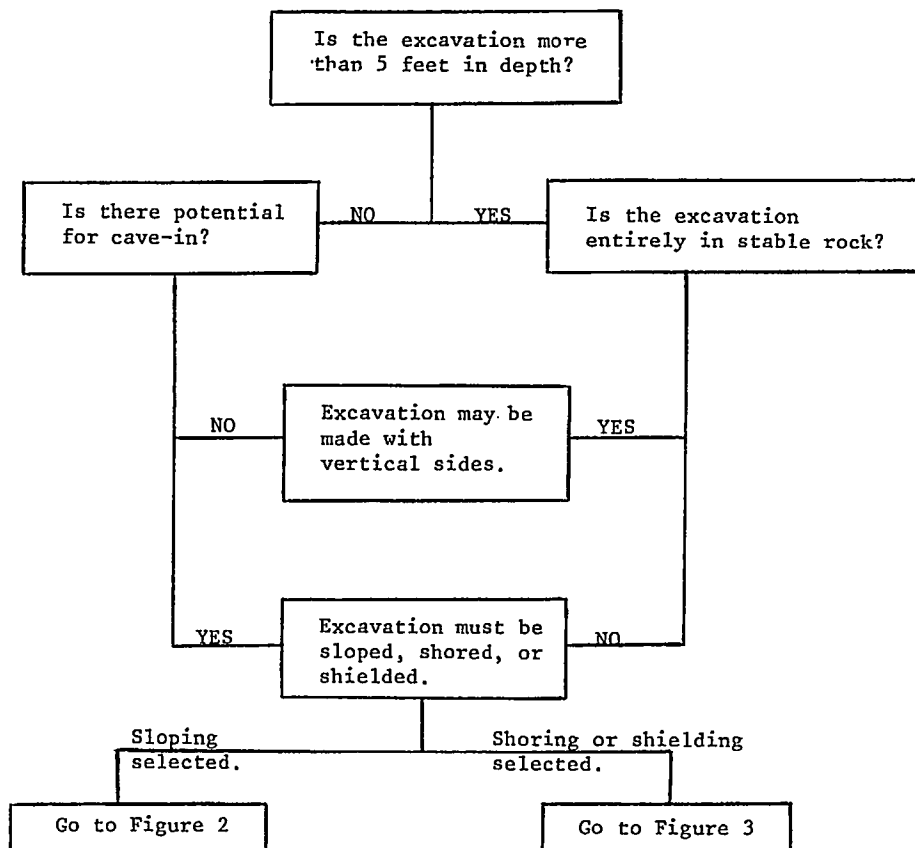 Is the excavation more
than 5 feet in depth?
Is there potential
for cave-in?
NO
YES
Is the excavation
entirely in stable rock?
NO
Excavation may be
made with
vertical sides.
YES
YES
Excavation must be
sloped, shored, or
shielded.
NO
Sloping
selected.
Shoring or shielding
selected.
Go to Figure 2
Go to Figure 3